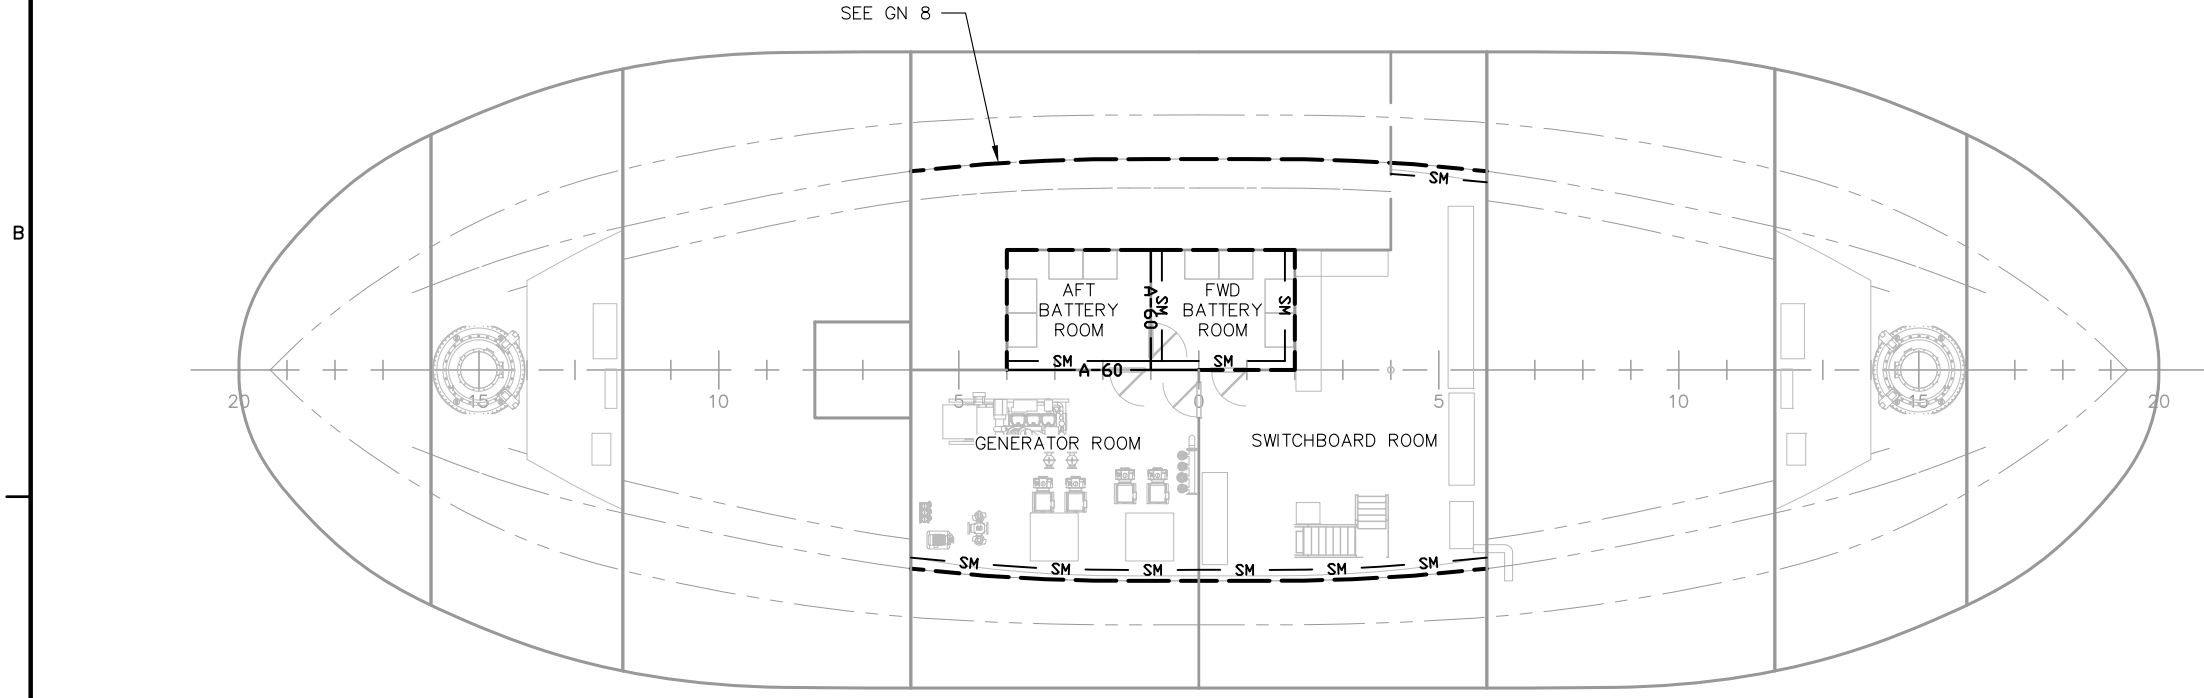 SEE GN 8
B
SM
AFT
BATTERY
ROOM
A-60
SM
FWD
BATTERY
ROOM
SM
SM
A-60
SM
20
15
10
5
0
5
10
15
20
GENERATOR ROOM
SWITCHBOARD ROOM
SM
SM
SM
SM
SM
SM